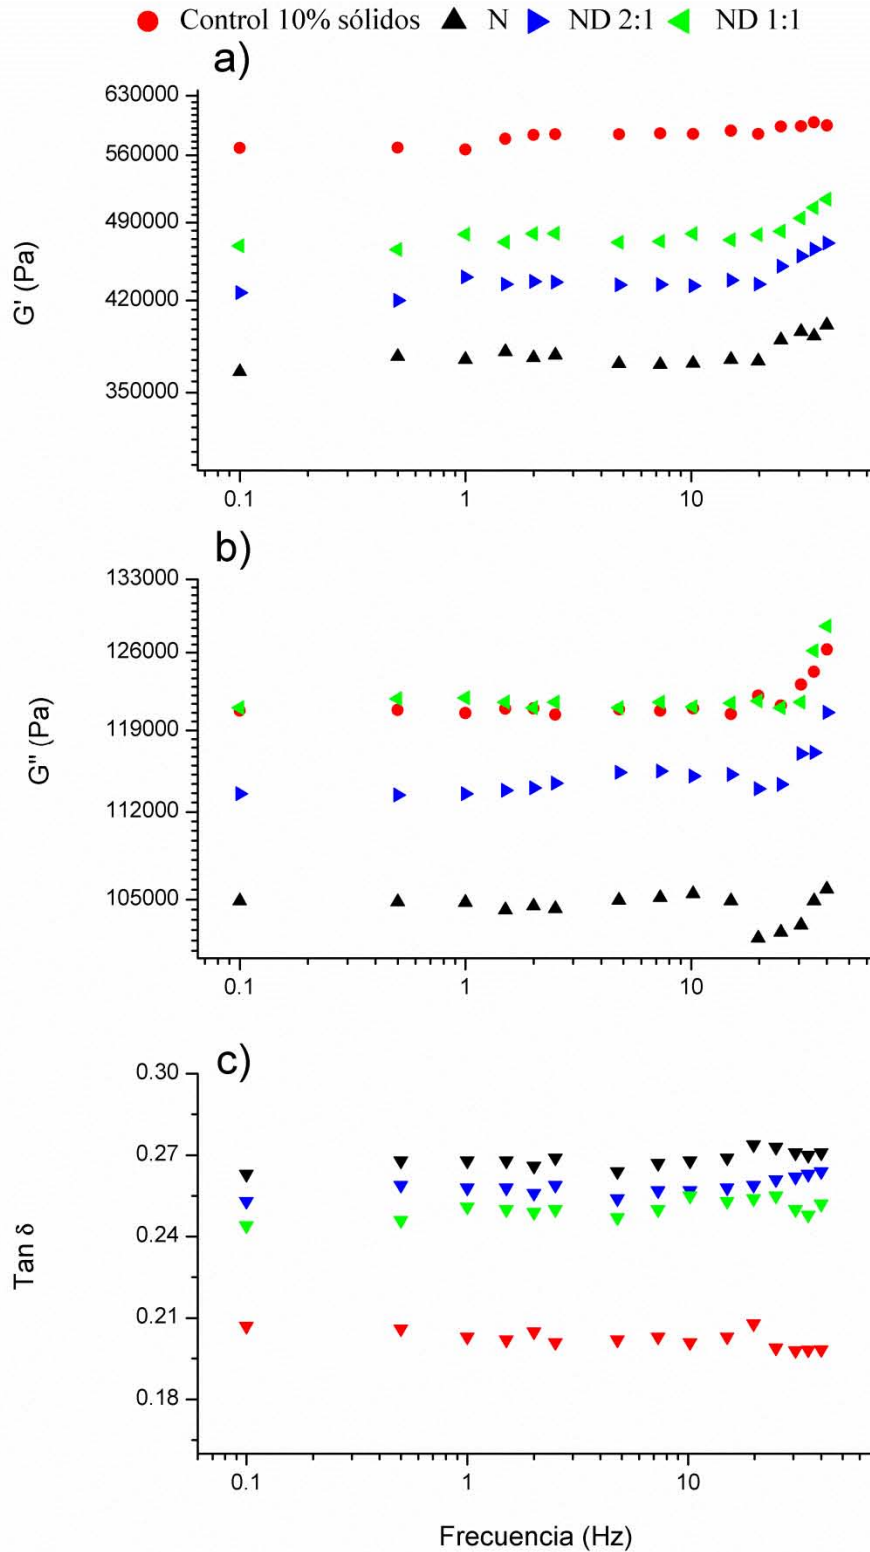 Control 10% sólidos N ND 2:1 ND 1:1
a)
630000
560000
490000
420000
350000
G' (Pa)
0.1 1 10
b)
133000
126000
119000
112000
105000
G'' (Pa)
0.1 1 10
c)
0.30
0.27
0.24
0.21
0.18
Tan δ
0.1 1 10
Frecuencia (Hz)